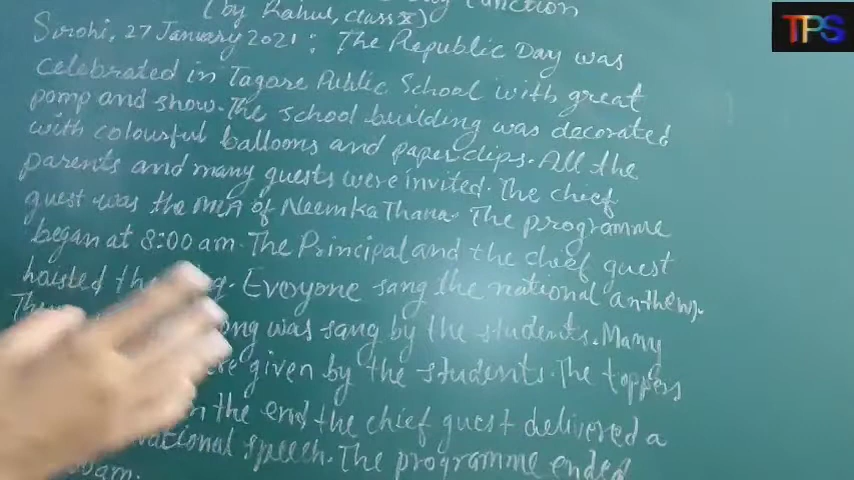 TPS
Function
(by Rahul, class X)
Sirohi, 27 January 2021: The Republic Day was
celebrated in Tagore Public School with great
pomp and show. The school building was decorated
with colourful balloons and paper clips. All the
parents and many guests were invited. The chief
guest was the MLA of Neem Ka Thana. The programme
began at 8:00 am. The Principal and the chief guest
hoisted the. Everyone sang the national anthem.
was sang by the students. Many
given by the students. The toppers
the end the chief guest delivered a
speech. The programme ended
am.